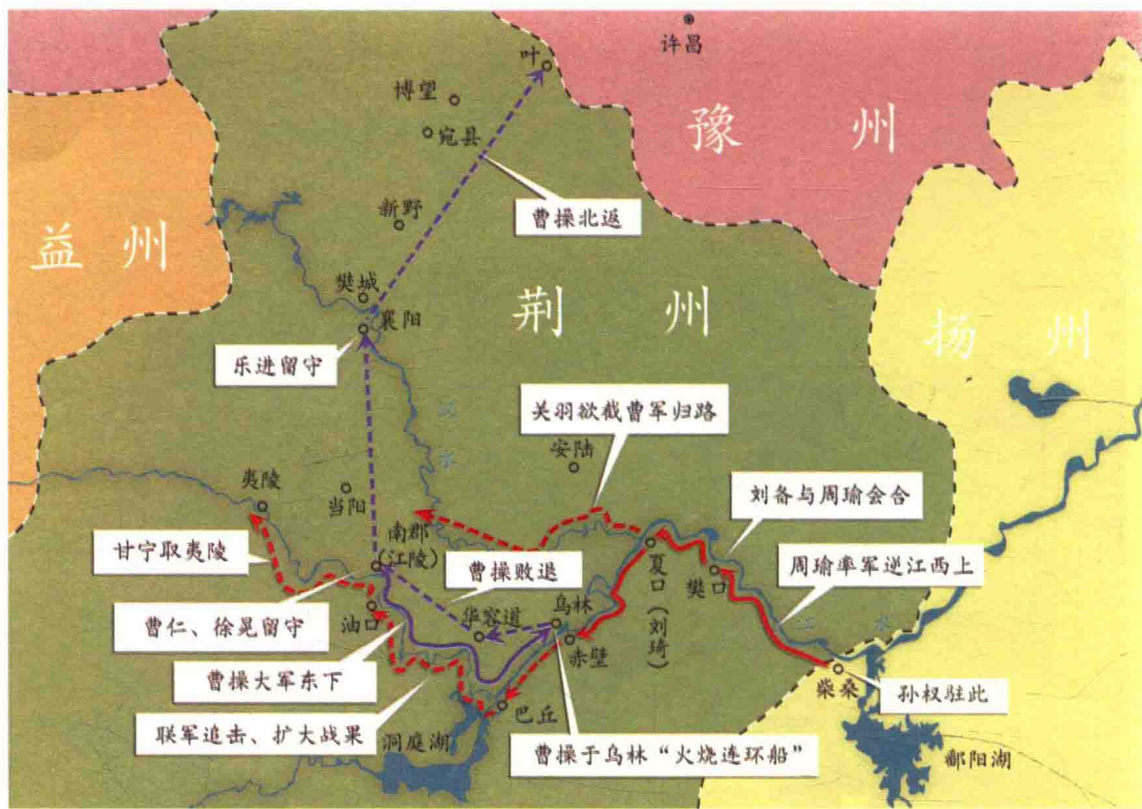 许昌
叶
博望
宛县
豫 州
新野
曹操北返
益 州
樊城
荆 州
襄阳
扬 州
乐进留守
关羽欲截曹军归路
汉
水
安陆
夷陵
当阳
刘备与周瑜会合
南郡
(江陵)
甘宁取夷陵
曹操败退
夏口(刘琦)
樊口
周瑜率军逆江西上
曹仁、徐晃留守
油口
华容道
乌林
赤壁
江 水
曹操大军东下
柴桑
孙权驻此
联军追击、扩大战果
巴丘
洞庭湖
曹操于乌林“火烧连环船”
鄱阳湖